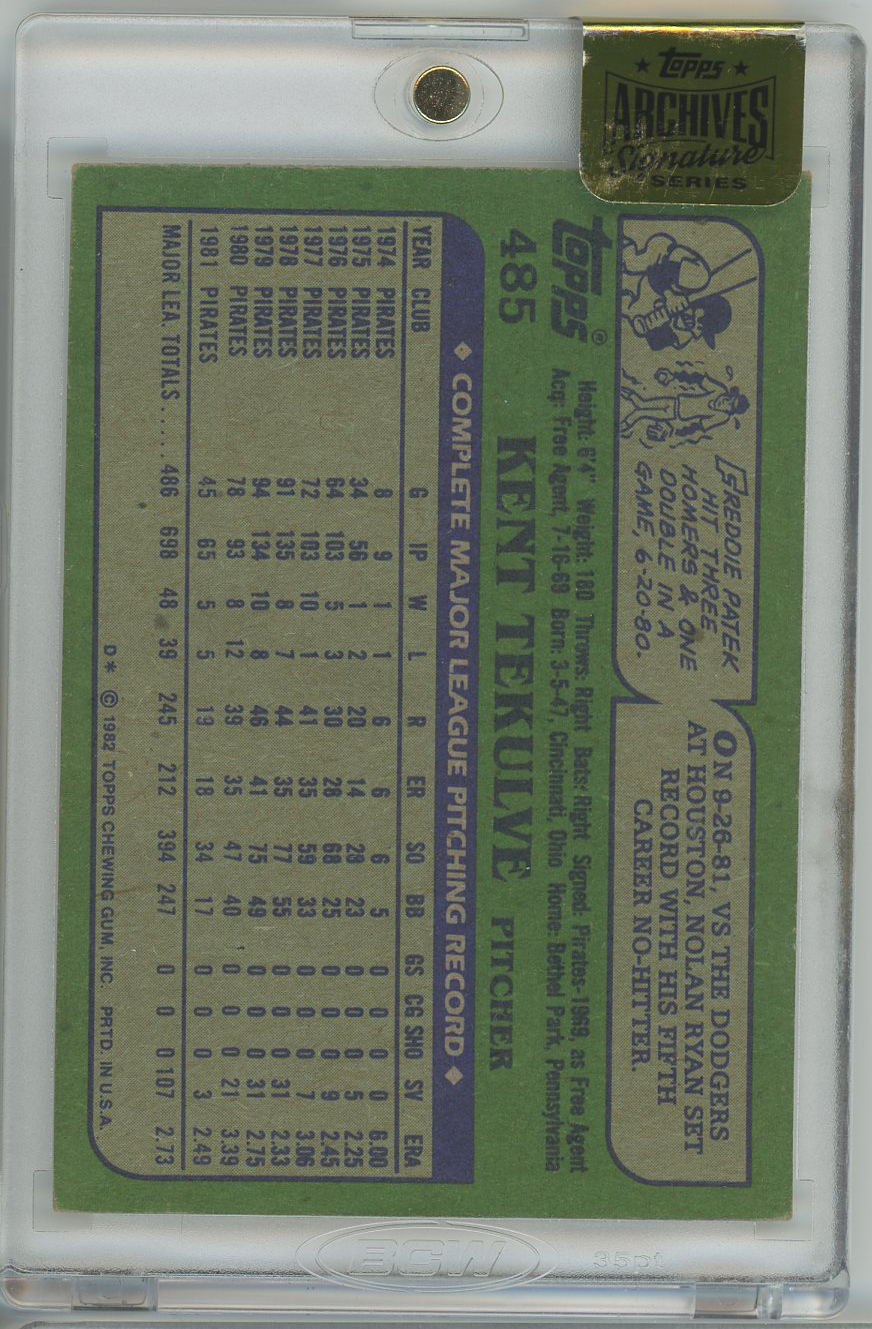 Topps
ARCHIVES
Signature
SERIES
FREDDIE PATEK
HIT THREE
HOMERS & ONE
DOUBLE IN A
GAME, 6-20-80.
ON 9-26-81, VS THE DODGERS
AT HOUSTON, NOLAN RYAN SET
RECORD WITH HIS FIFTH
CAREER NO-HITTER.
Topps®
Height: 6'4" Weight: 180 Throws: Right Bats: Right Signed: Pirates-1969, as Free Agent
Acq: Free Agent, 7-16-69 Born: 3-5-47, Cincinnati, Ohio Home: Bethel Park, Pennsylvania
485 KENT TEKULVE PITCHER
COMPLETE MAJOR LEAGUE PITCHING RECORD
YEAR CLUB G IP W L R ER SO BB GS CG SHO SV ERA
1974 PIRATES 8 9 1 1 6 6 6 5 0 0 0 0 6.00
1975 PIRATES 34 56 1 2 20 14 28 23 0 0 0 5 2.25
1976 PIRATES 64 103 5 3 30 28 68 25 0 0 0 9 2.45
1977 PIRATES 72 103 10 1 41 35 59 33 0 0 0 7 3.06
1978 PIRATES 91 135 8 7 44 35 77 55 0 0 0 31 2.33
1979 PIRATES 94 134 10 8 46 41 75 49 0 0 0 31 2.75
1980 PIRATES 78 93 8 12 39 35 47 40 0 0 0 21 3.39
1981 PIRATES 45 65 5 5 19 18 34 17 0 0 0 3 2.49
MAJOR LEA. TOTALS..... 486 698 48 39 245 212 394 247 0 0 0 107 2.73
D* © 1982 TOPPS CHEWING GUM, INC. PRTD. IN U.S.A.
BCW
35pt